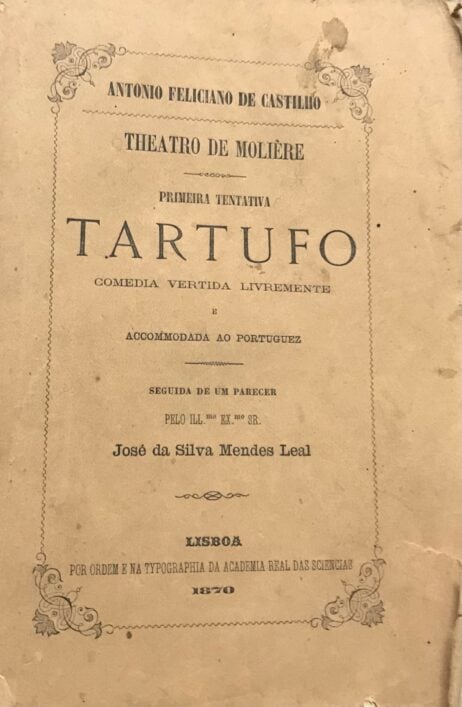 ANTONIO FELICIANO DE CASTILHO
THEATRO DE MOLIÈRE
PRIMEIRA TENTATIVA
TARTUFO
COMEDIA VERTIDA LIVREMENTE
E
ACCOMMODADA AO PORTUGUEZ
SEGUIDA DE UM PARECER
PELO ILL.mo EX.mo SR.
José da Silva Mendes Leal
LISBOA
POR ORDEM E NA TYPOGRAPHIA DA ACADEMIA REAL DAS SCIENCIAS
1870